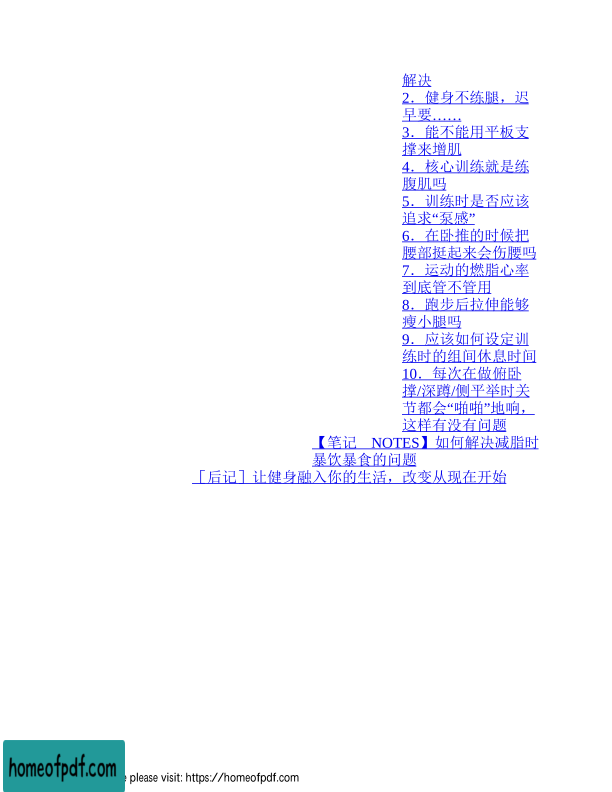 解决
2．健身不练腿，迟
早要……
3．能不能用平板支
撑来增肌
4．核心训练就是练
腹肌吗
5．训练时是否应该
追求“泵感”
6．在卧推的时候把
腰部挺起来会伤腰吗
7．运动的燃脂心率
到底管不管用
8．跑步后拉伸能够
瘦小腿吗
9．应该如何设定训
练时的组间休息时间
10．每次在做俯卧
撑/深蹲/侧平举时关
节都会“啪啪”地响，
这样有没有问题
【笔记　NOTES】如何解决减脂时
暴饮暴食的问题
［后记］让健身融入你的生活，改变从现在开始
homeofpdf.com
e please visit: https://homeofpdf.com